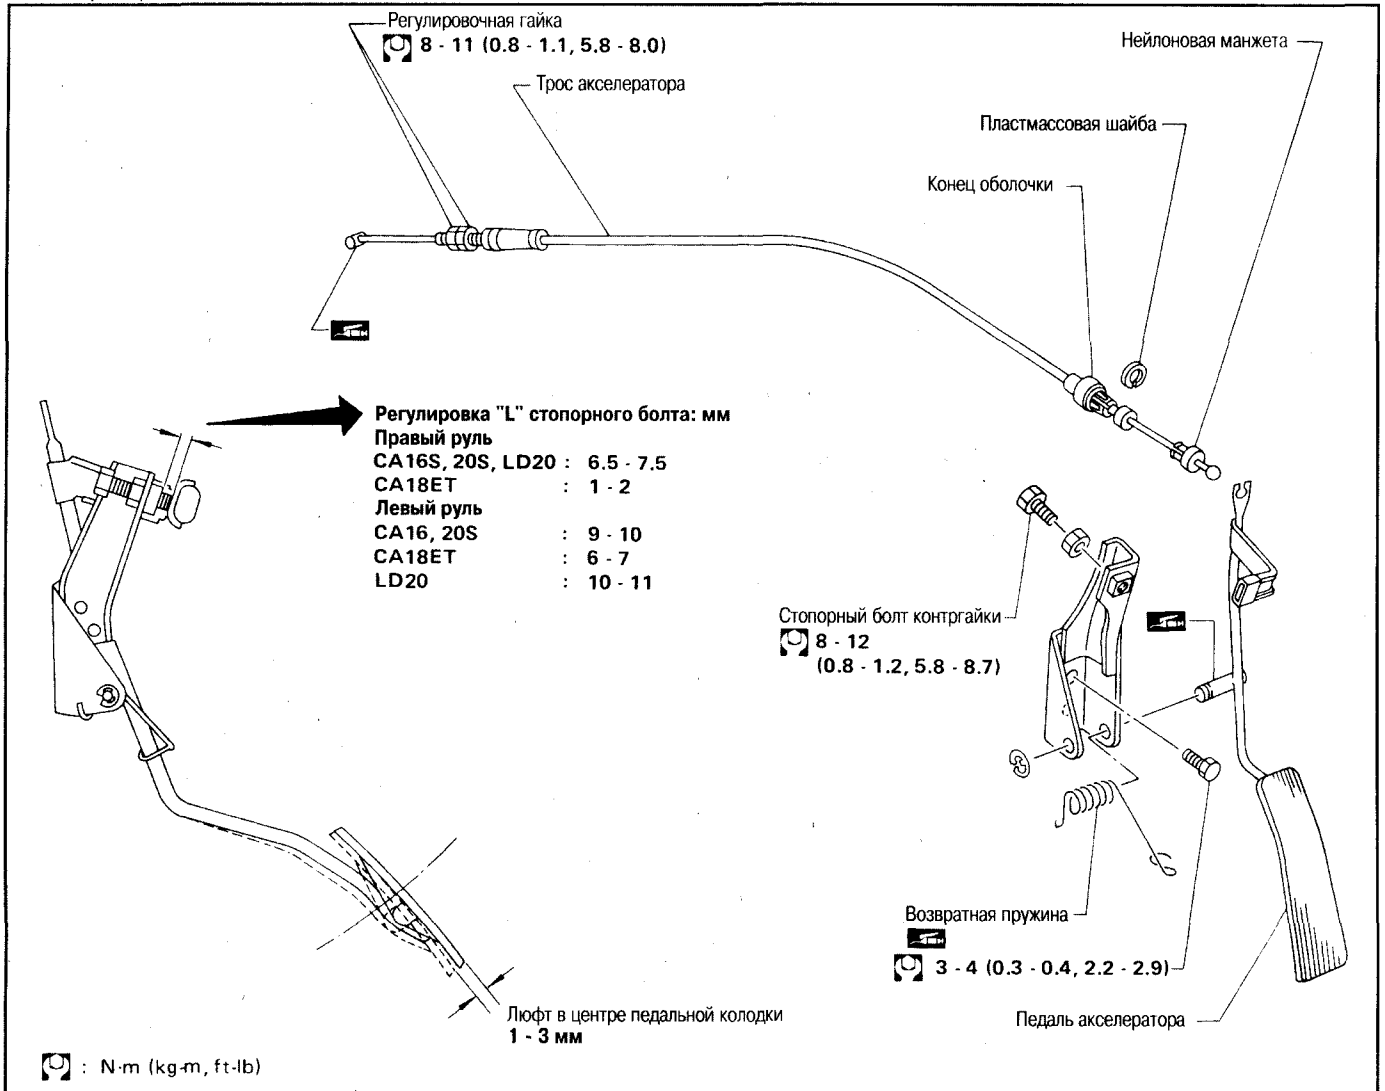 Регулировочная гайка
8 - 11 (0.8 - 1.1, 5.8 - 8.0)
Трос акселератора
Нейлоновая манжета
Пластмассовая шайба
Конец оболочки
Регулировка "L" стопорного болта: мм
Правый руль
CA16S, 20S, LD20 : 6.5 - 7.5
CA18ET : 1 - 2
Левый руль
CA16, 20S : 9 - 10
CA18ET : 6 - 7
LD20 : 10 - 11
Стопорный болт контргайки
8 - 12
(0.8 - 1.2, 5.8 - 8.7)
Возвратная пружина
3 - 4 (0.3 - 0.4, 2.2 - 2.9)
Педаль акселератора
Люфт в центре педальной колодки
1 - 3 мм
: N·m (kg-m, ft-lb)